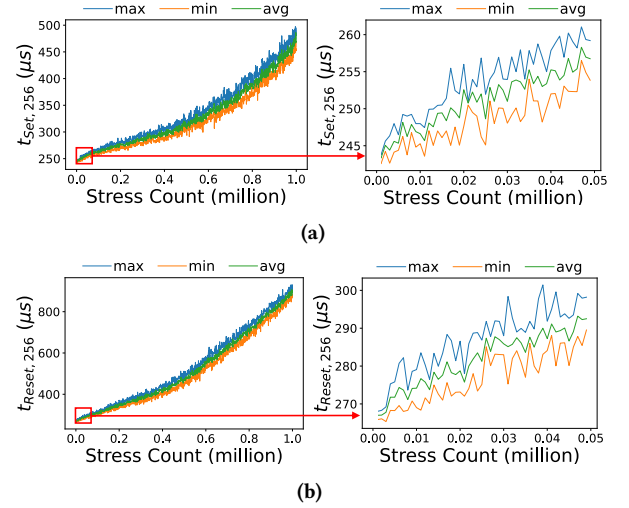 max min avg
500
450
400
350
300
250
0.0 0.2 0.4 0.6 0.8 1.0
Stress Count (million)
tSet, 256 (μs)
max min avg
260
255
250
245
0.00 0.01 0.02 0.03 0.04 0.05
Stress Count (million)
tSet, 256 (μs)
(a)
max min avg
800
600
400
0.0 0.2 0.4 0.6 0.8 1.0
Stress Count (million)
tReset, 256 (μs)
max min avg
300
290
280
270
0.00 0.01 0.02 0.03 0.04 0.05
Stress Count (million)
tReset, 256 (μs)
(b)